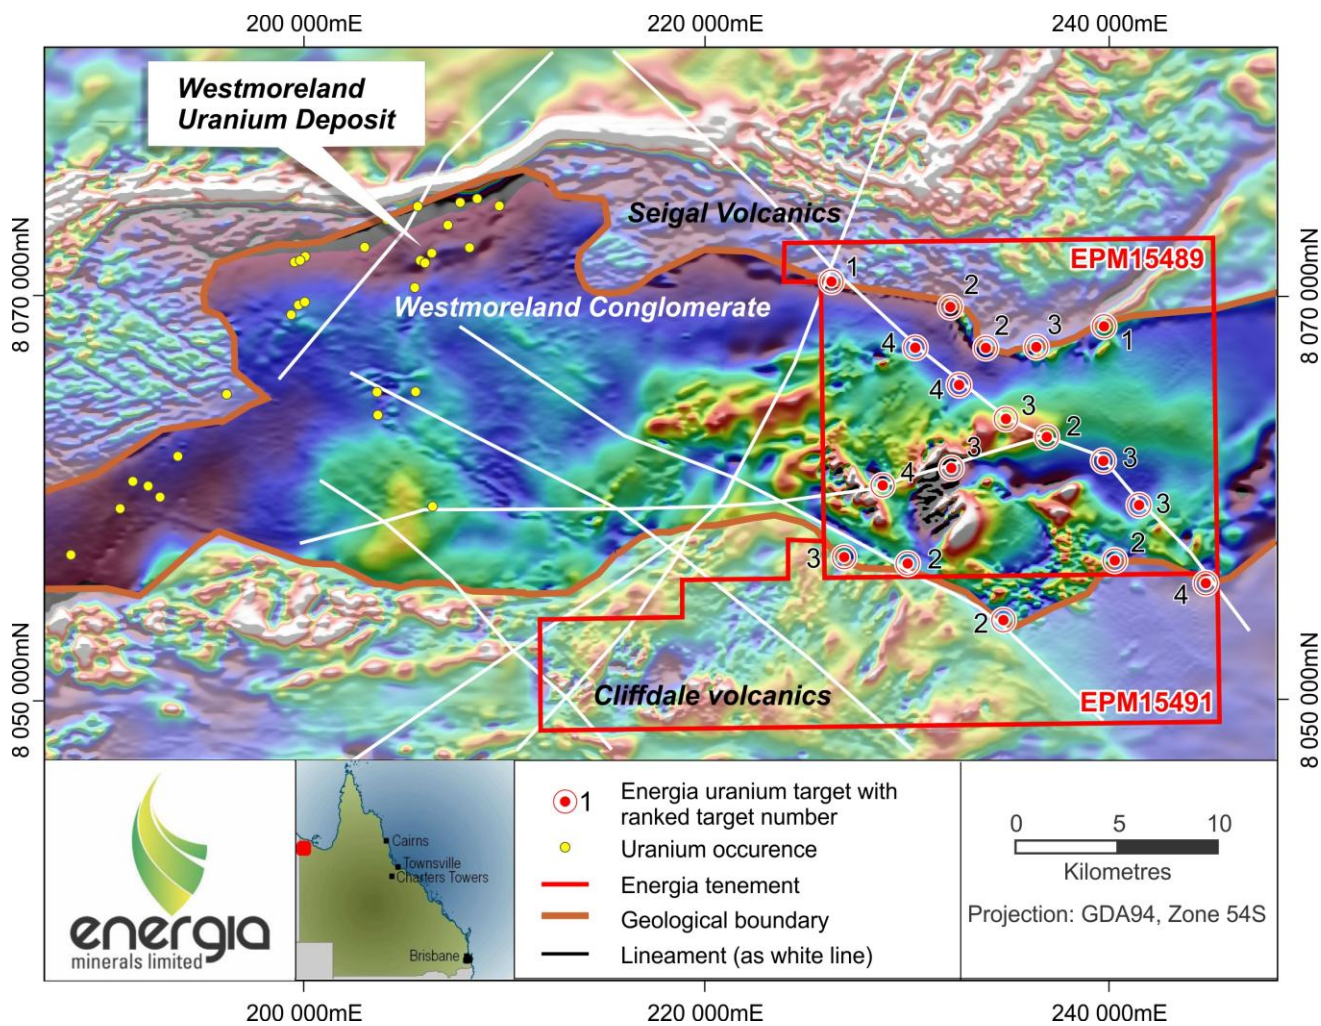 200 000mE
220 000mE
240 000mE
Westmoreland
Uranium Deposit
Seigal Volcanics
EPM15489
8 070 000mN
8 070 000mN
Westmoreland Conglomerate
1
2
2
3
1
4
4
3
2
3
3
4
3
3
2
2
4
2
Cliffdale volcanics
EPM15491
8 050 000mN
8 050 000mN
energia
minerals limited
Cairns
Townsville
Charters Towers
Brisbane
1 Energia uranium target with
ranked target number
Uranium occurence
Energia tenement
Geological boundary
Lineament (as white line)
0 5 10
Kilometres
Projection: GDA94, Zone 54S
200 000mE
220 000mE
240 000mE